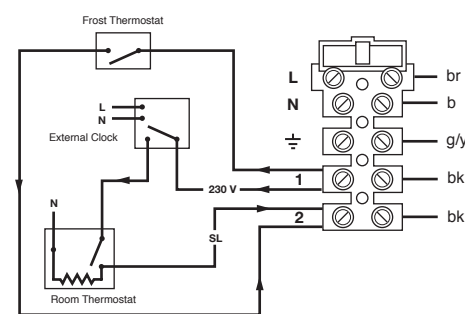 Frost Thermostat
L
br
N
b
L
N
External Clock
g/y
1
bk
230 V
2
bk
N
SL
Room Thermostat